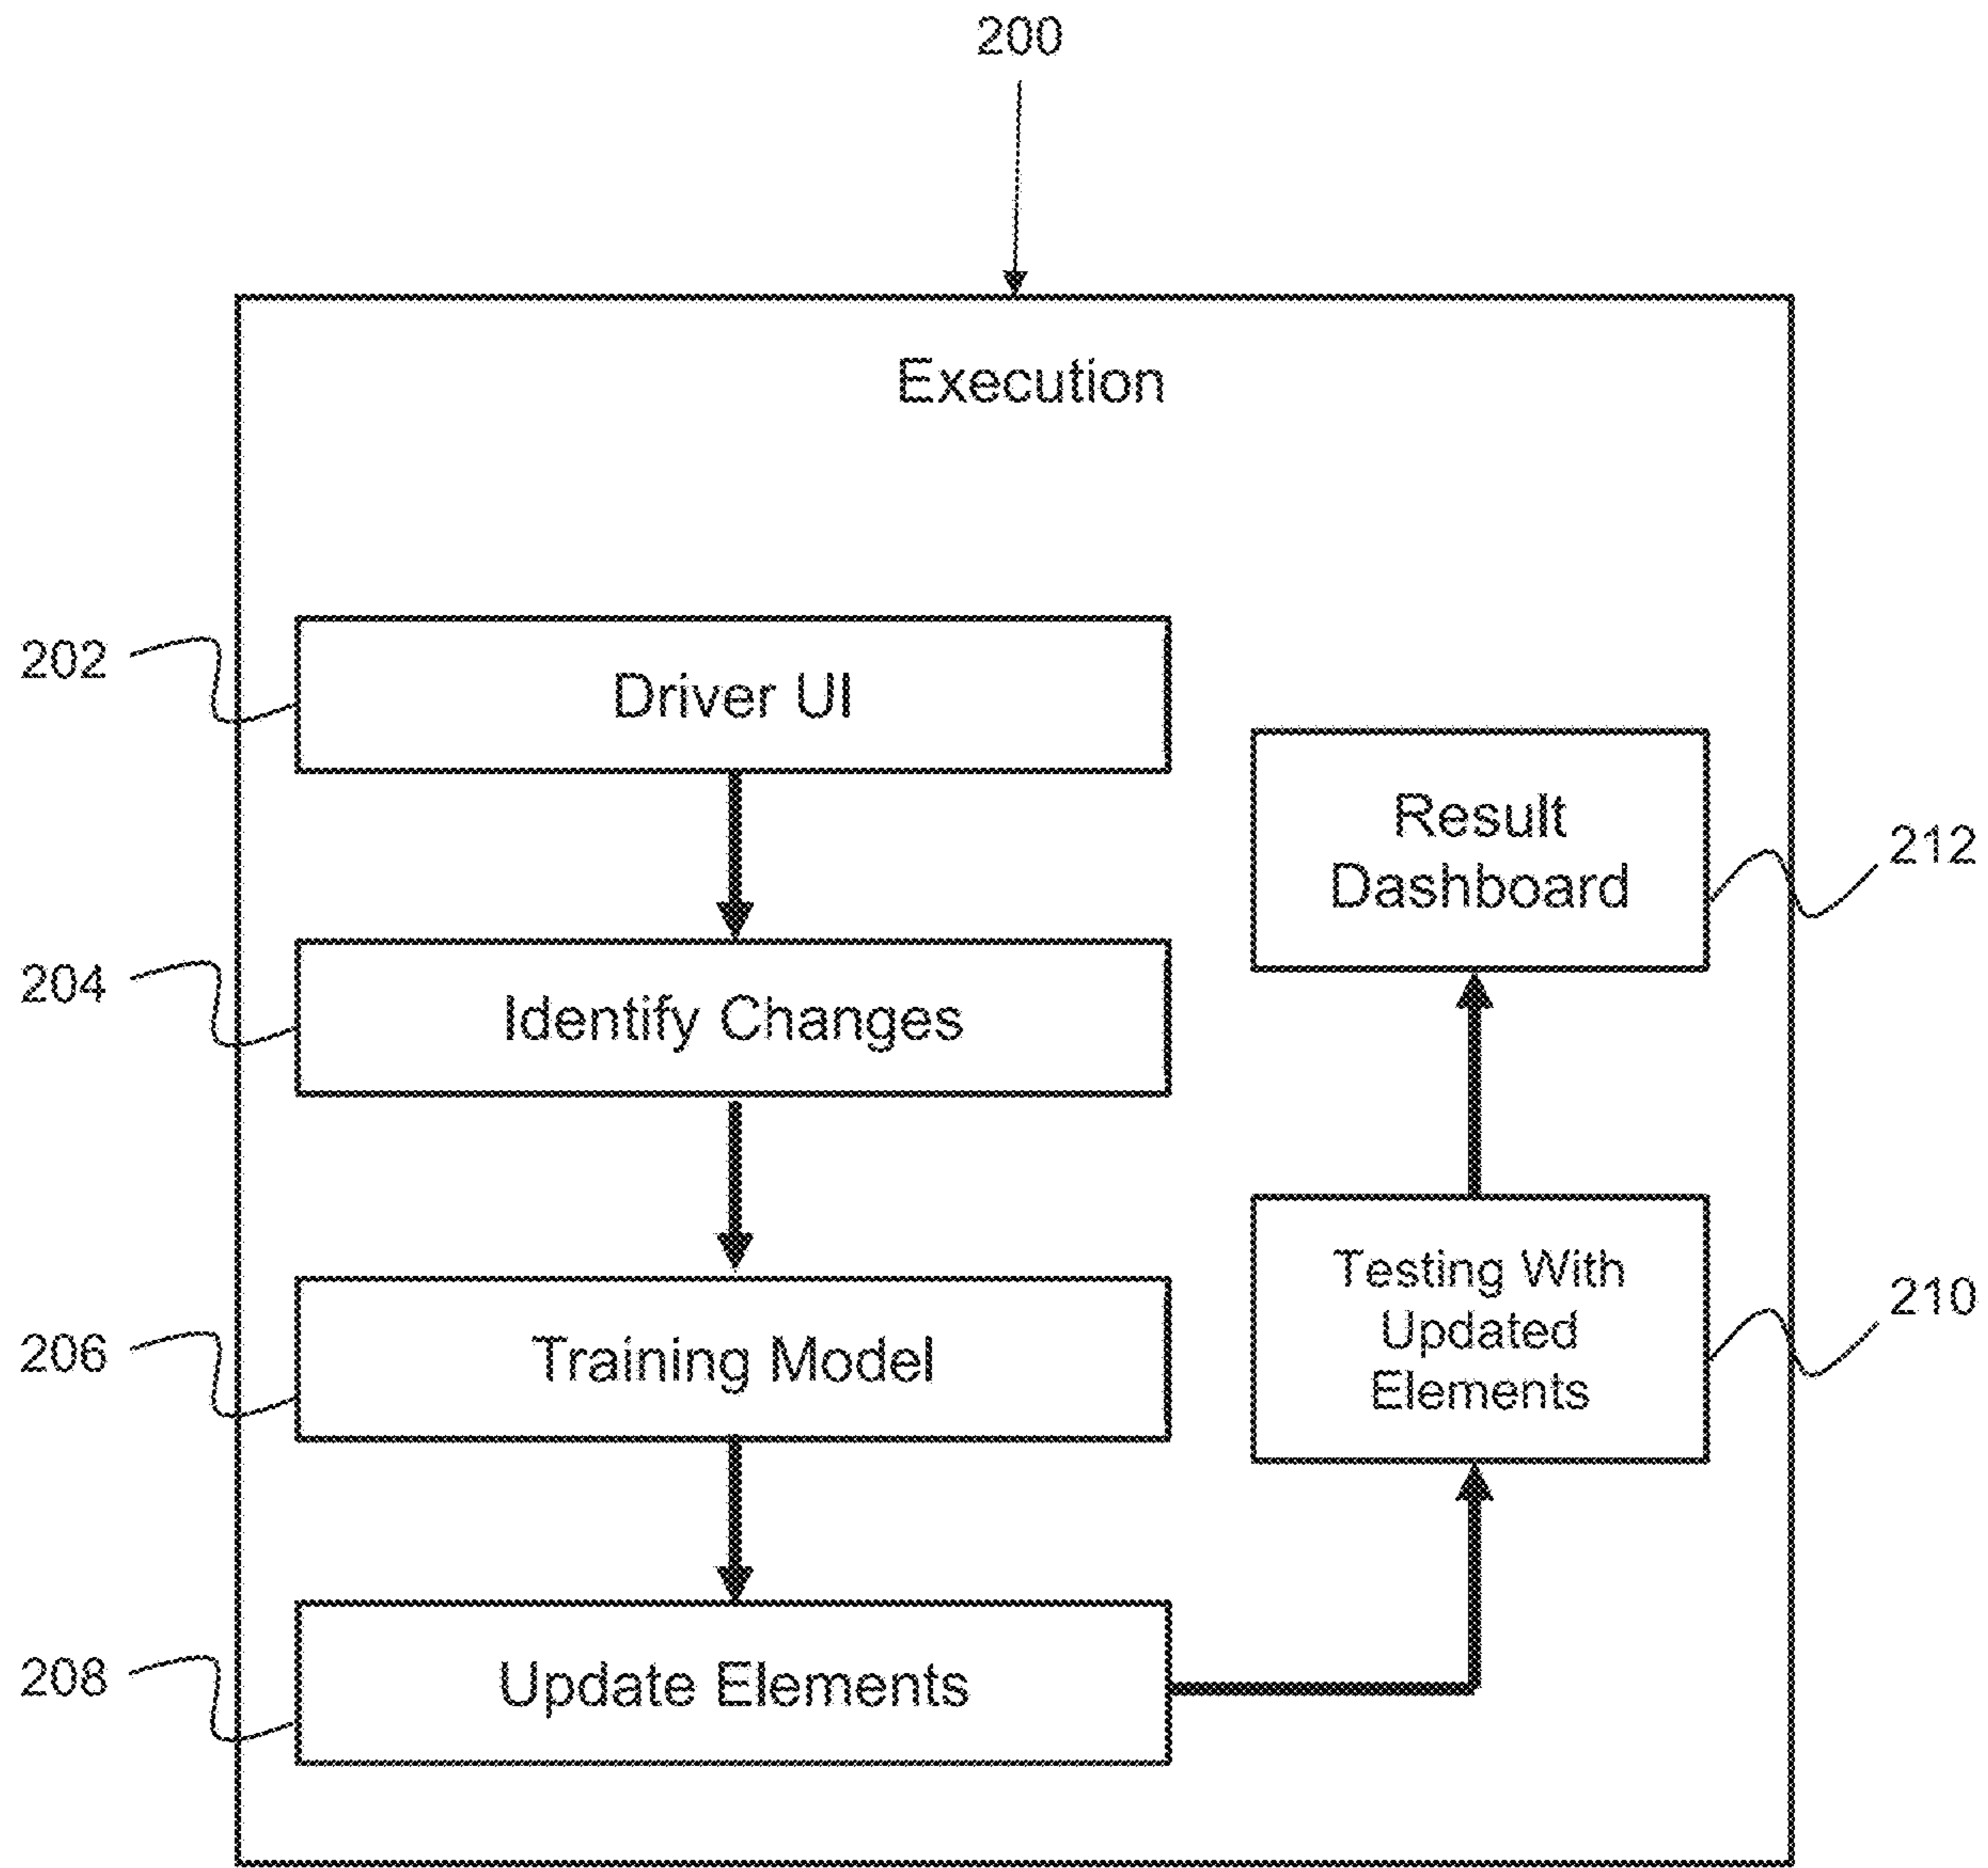 200
Execution
202
Driver UI
204
Identify Changes
206
Training Model
208
Update Elements
Result
Dashboard
212
Testing With
Updated
Elements
210